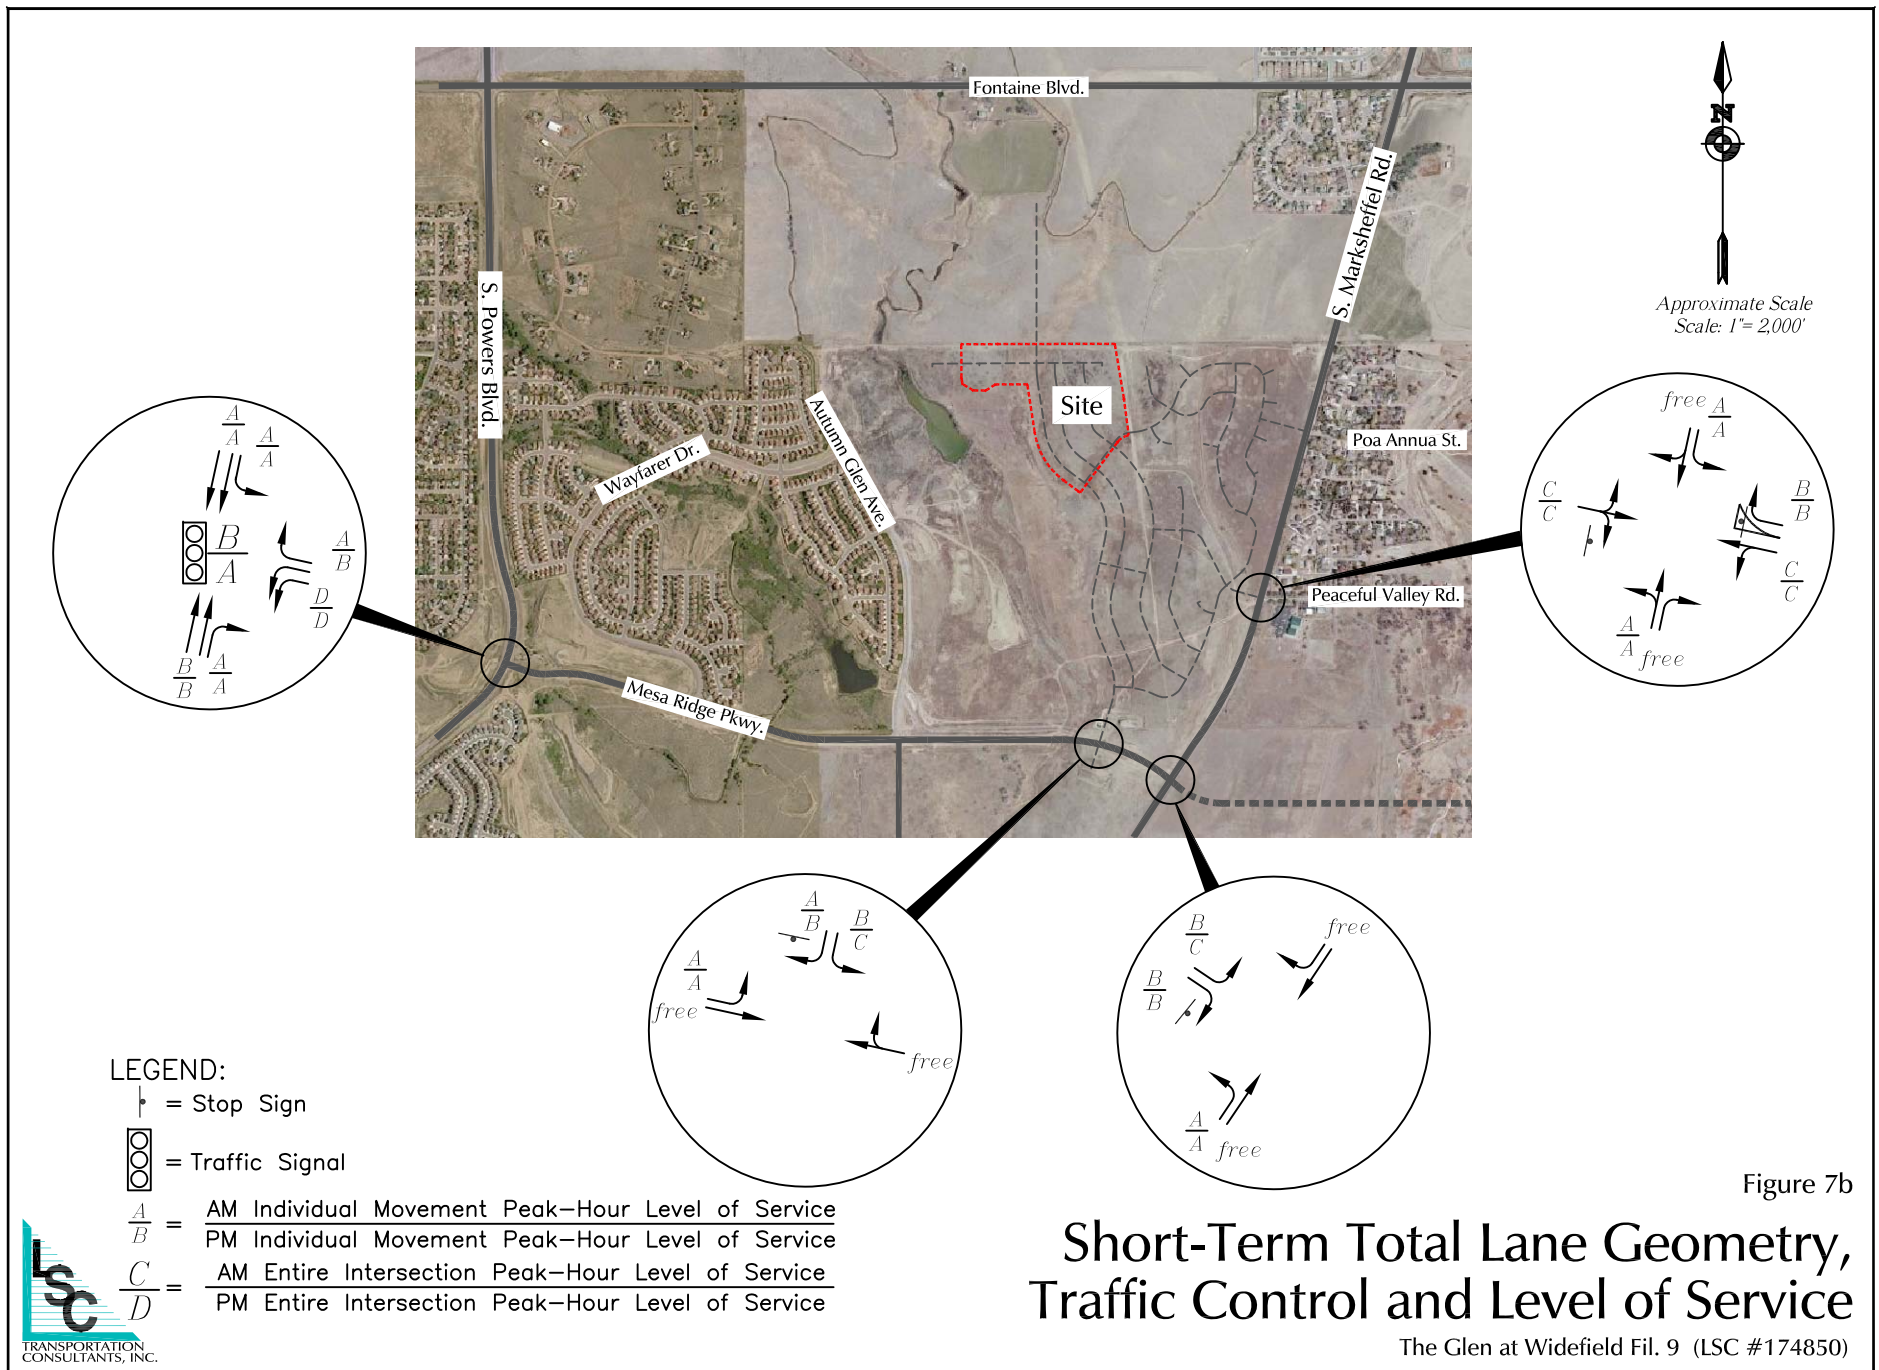 Fontaine Blvd.
S. Marksheffel Rd.
N
Approximate Scale
Scale: 1"= 2,000'
S. Powers Blvd.
Site
Autumn Glen Ave.
Wayfarer Dr.
Poa Annua St.
Peaceful Valley Rd.
Mesa Ridge Pkwy.
A
A
A
A
B
A
A
B
D
D
B
B
A
A
free
A
A
C
C
B
B
C
C
A
A
free
A
B
B
C
A
A
free
free
B
C
free
B
B
A
A
free
LEGEND:
= Stop Sign
= Traffic Signal
A
B
=
AM Individual Movement Peak-Hour Level of Service
PM Individual Movement Peak-Hour Level of Service
C
D
=
AM Entire Intersection Peak-Hour Level of Service
PM Entire Intersection Peak-Hour Level of Service
LSC
TRANSPORTATION
CONSULTANTS, INC.
Figure 7b
Short-Term Total Lane Geometry,
Traffic Control and Level of Service
The Glen at Widefield Fil. 9 (LSC #174850)